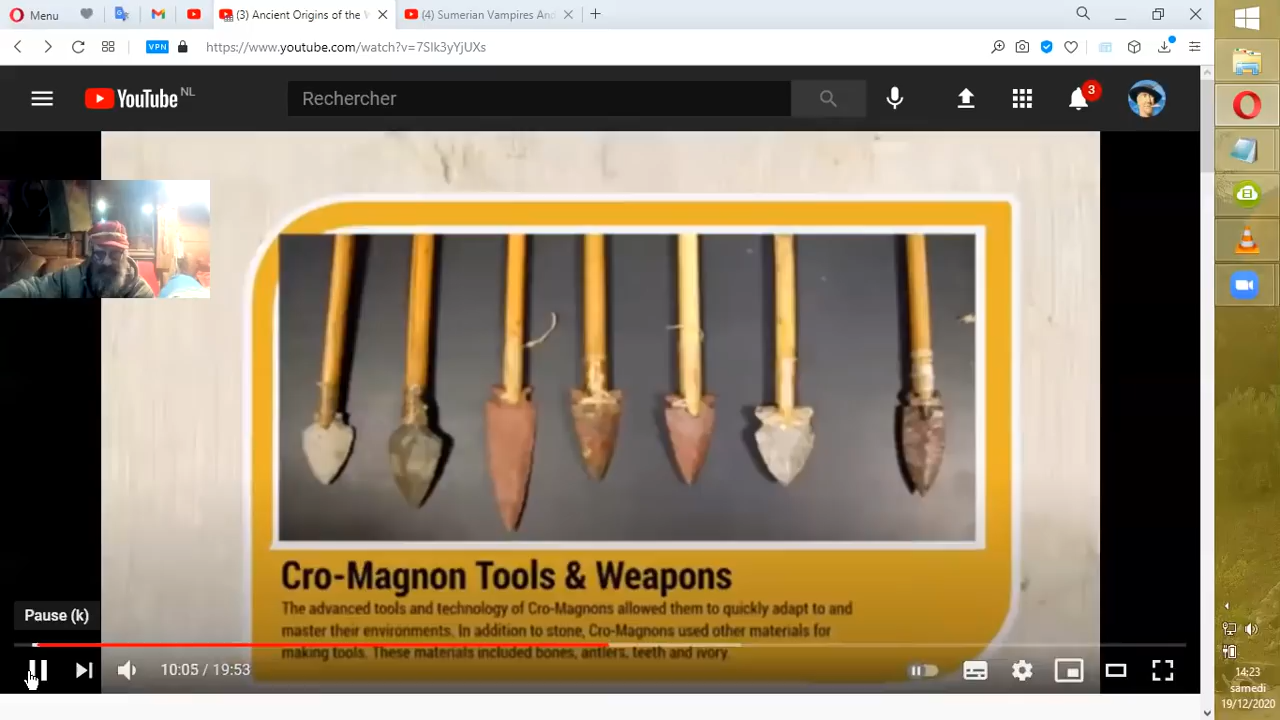 Menu
(3) Ancient Origins of the
(4) Sumerian Vampires And
VPN
https://www.youtube.com/watch?v=7SIk3yYjUXs
YouTube NL
Rechercher
3
Cro-Magnon Tools & Weapons
The advanced tools and technology of Cro-Magnons allowed them to quickly adapt to and
master their environments. In addition to stone, Cro-Magnons used other materials for
making tools. These materials included bones, antlers, teeth and ivory.
Pause (k)
10:05 / 19:53
14:23
samedi
19/12/2020